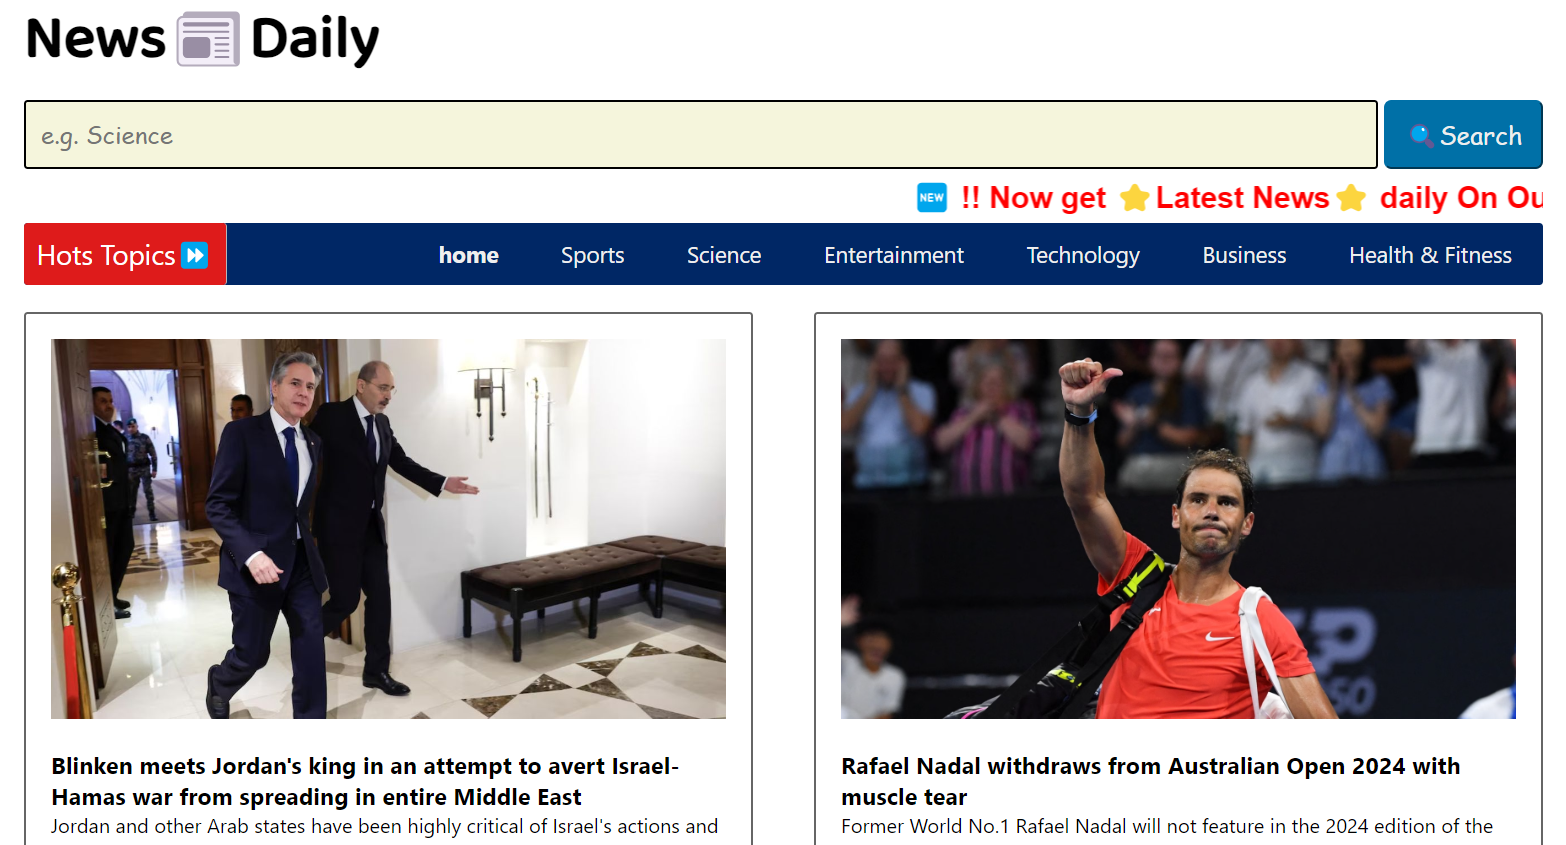 News Daily
e.g. Science
Search
NEW !! Now get Latest News daily On Ou
Hots Topics
home Sports Science Entertainment Technology Business Health & Fitness
Blinken meets Jordan's king in an attempt to avert Israel-
Hamas war from spreading in entire Middle East
Jordan and other Arab states have been highly critical of Israel's actions and
Rafael Nadal withdraws from Australian Open 2024 with
muscle tear
Former World No.1 Rafael Nadal will not feature in the 2024 edition of the